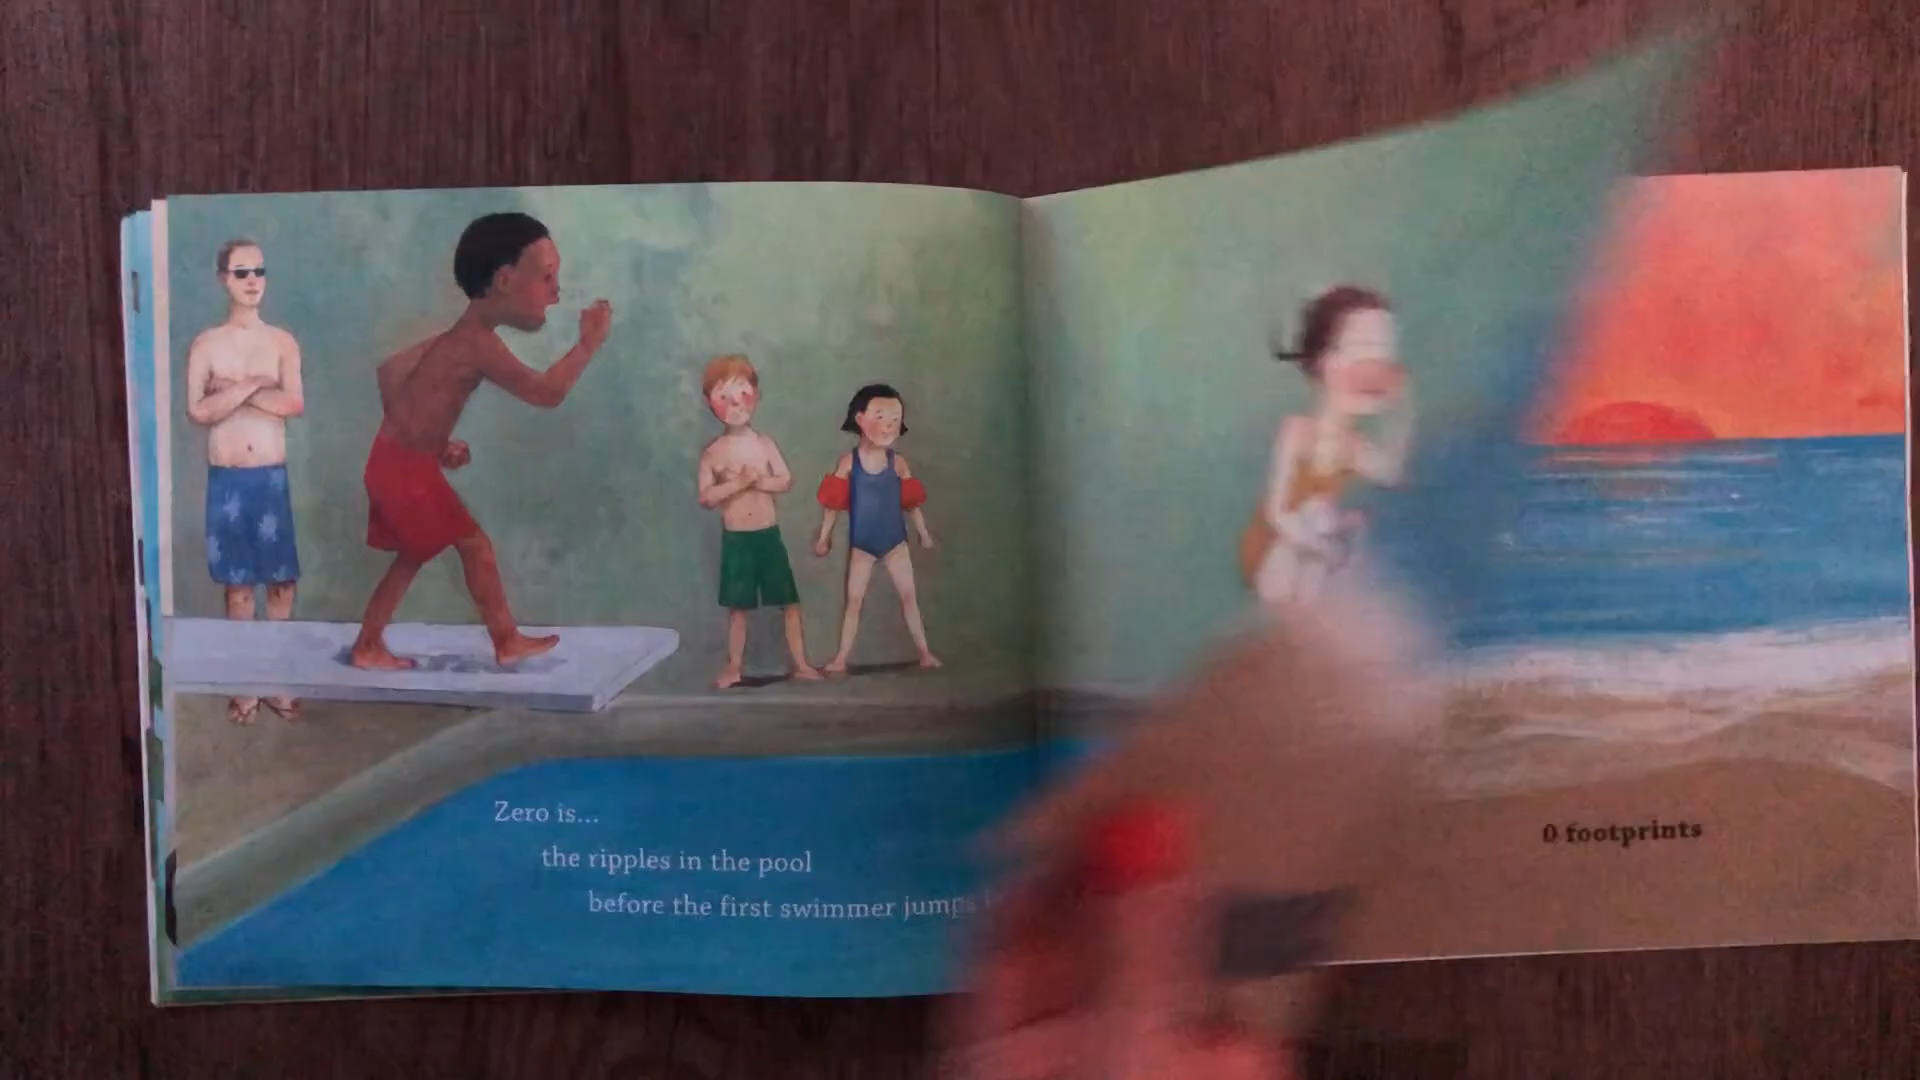 Zero is...
the ripples in the pool
before the first swimmer jumps
0 footprints